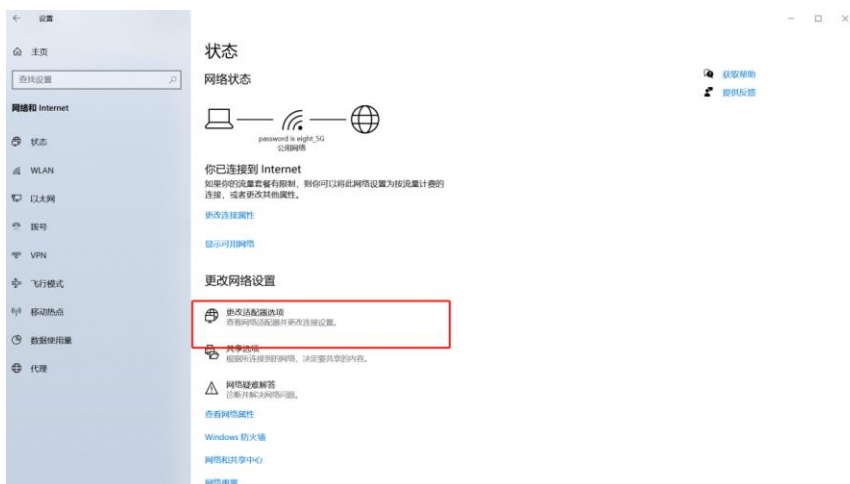 设置
主页
查找设置
网络和 Internet
状态
WLAN
以太网
拨号
VPN
飞行模式
移动热点
数据使用量
代理
状态
网络状态
password is eight_5G
公用网络
你已连接到 Internet
如果你的流量套餐有限制，则你可以将此网络设置为按流量计费的
连接，或者更改其他属性。
更改连接属性
显示可用网络
更改网络设置
更改适配器选项
查看网络适配器并更改连接设置。
共享选项
根据所连接到的网络，决定要共享的内容。
网络疑难解答
诊断并解决网络问题。
查看网络属性
Windows 防火墙
网络和共享中心
网络重置
获取帮助
提供反馈